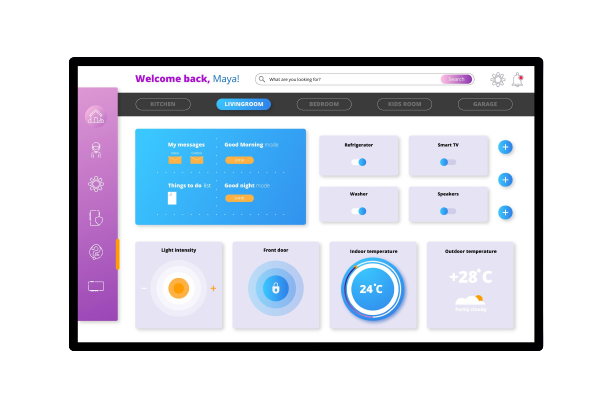 Welcome back, Maya!
What are you looking for?
Search
KITCHEN
LIVINGROOM
BEDROOM
KIDS ROOM
GARAGE
My messages
Good Morning mode
Things to do list
Good night mode
Refrigerator
Smart TV
Washer
Speakers
Light intensity
Front door
Indoor temperature
Outdoor temperature
− +
24°C
+28°C